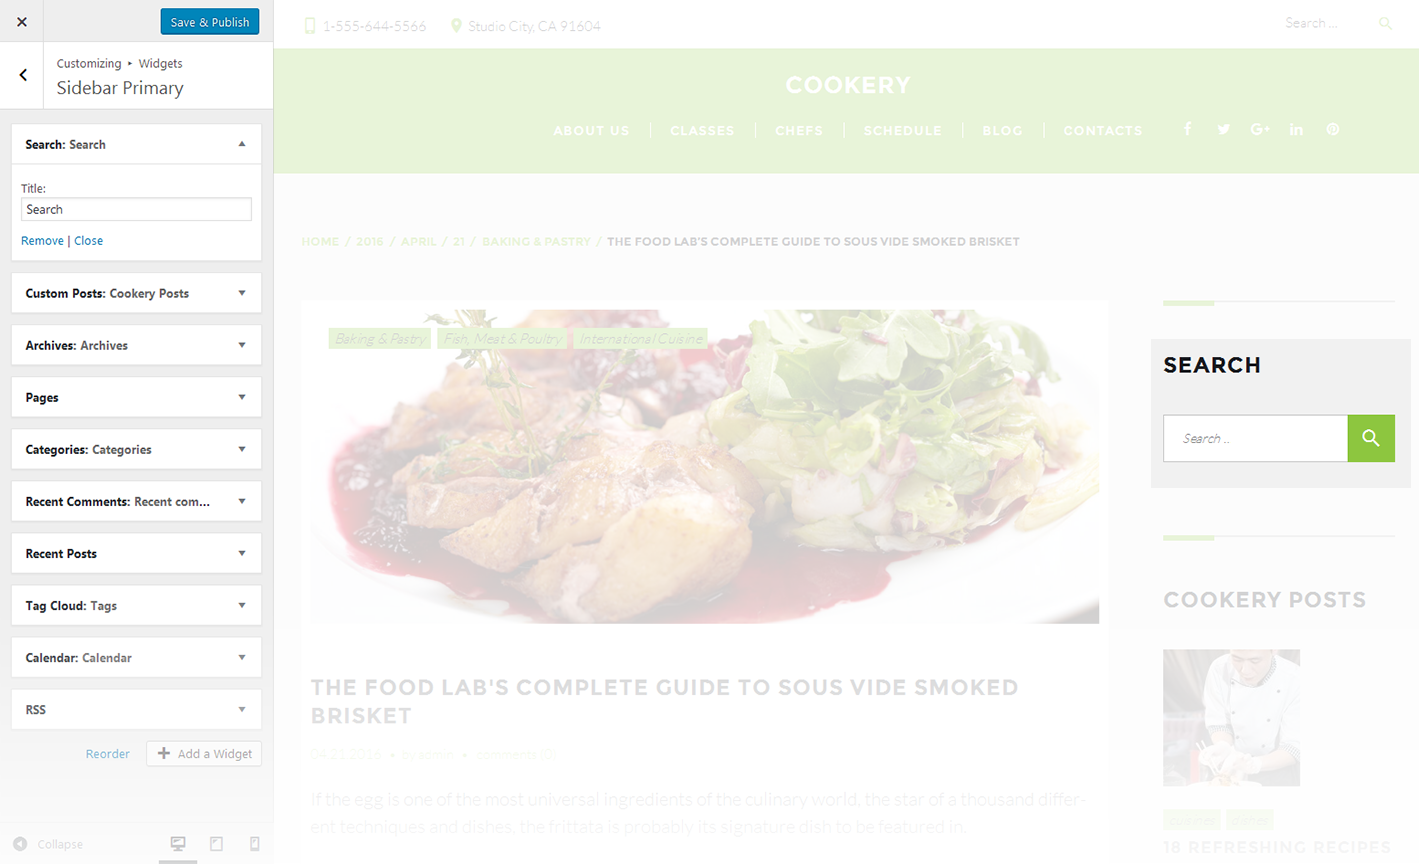 Save & Publish
Customizing ▸ Widgets
Sidebar Primary
Search: Search
Title:
Search
Remove | Close
Custom Posts: Cookery Posts
Archives: Archives
Pages
Categories: Categories
Recent Comments: Recent com...
Recent Posts
Tag Cloud: Tags
Calendar: Calendar
RSS
Reorder
Add a Widget
Collapse
1-555-644-5566 Studio City, CA 91604 Search ...
COOKERY
ABOUT US CLASSES CHEFS SCHEDULE BLOG CONTACTS
HOME / 2016 / APRIL / 21 / BAKING & PASTRY / THE FOOD LAB'S COMPLETE GUIDE TO SOUS VIDE SMOKED BRISKET
Baking & Pastry Fish, Meat & Poultry International Cuisine
THE FOOD LAB'S COMPLETE GUIDE TO SOUS VIDE SMOKED
BRISKET
04.21.2016 • by admin • comments (0)
If the egg is one of the most universal ingredients of the culinary world, the star of a thousand differ-
ent techniques and dishes, the frittata is probably its signature dish to be featured in.
SEARCH
Search ..
COOKERY POSTS
18 REFRESHING RECIPES